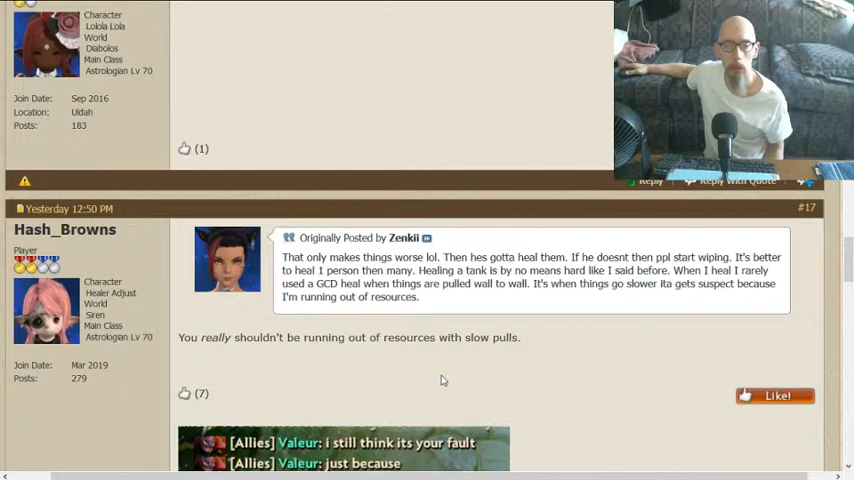 Character
Lolola Lola
World
Diabolos
Main Class
Astrologian Lv 70
Join Date: Sep 2016
Location: Uldah
Posts: 183
(1)
Reply Reply With Quote
Yesterday 12:50 PM #17
Hash_Browns
Player
Character
Healer Adjust
World
Siren
Main Class
Astrologian Lv 70
Join Date: Mar 2019
Posts: 279
Originally Posted by Zenkii
That only makes things worse lol. Then hes gotta heal them. If he doesnt then ppl start wiping. It's better
to heal 1 person then many. Healing a tank is by no means hard like I said before. When I heal I rarely
used a GCD heal when things are pulled wall to wall. It's when things go slower ita gets suspect because
I'm running out of resources.
You really shouldn't be running out of resources with slow pulls.
(7)
Like!
[Allies] Valeur: i still think its your fault
[Allies] Valeur: just because